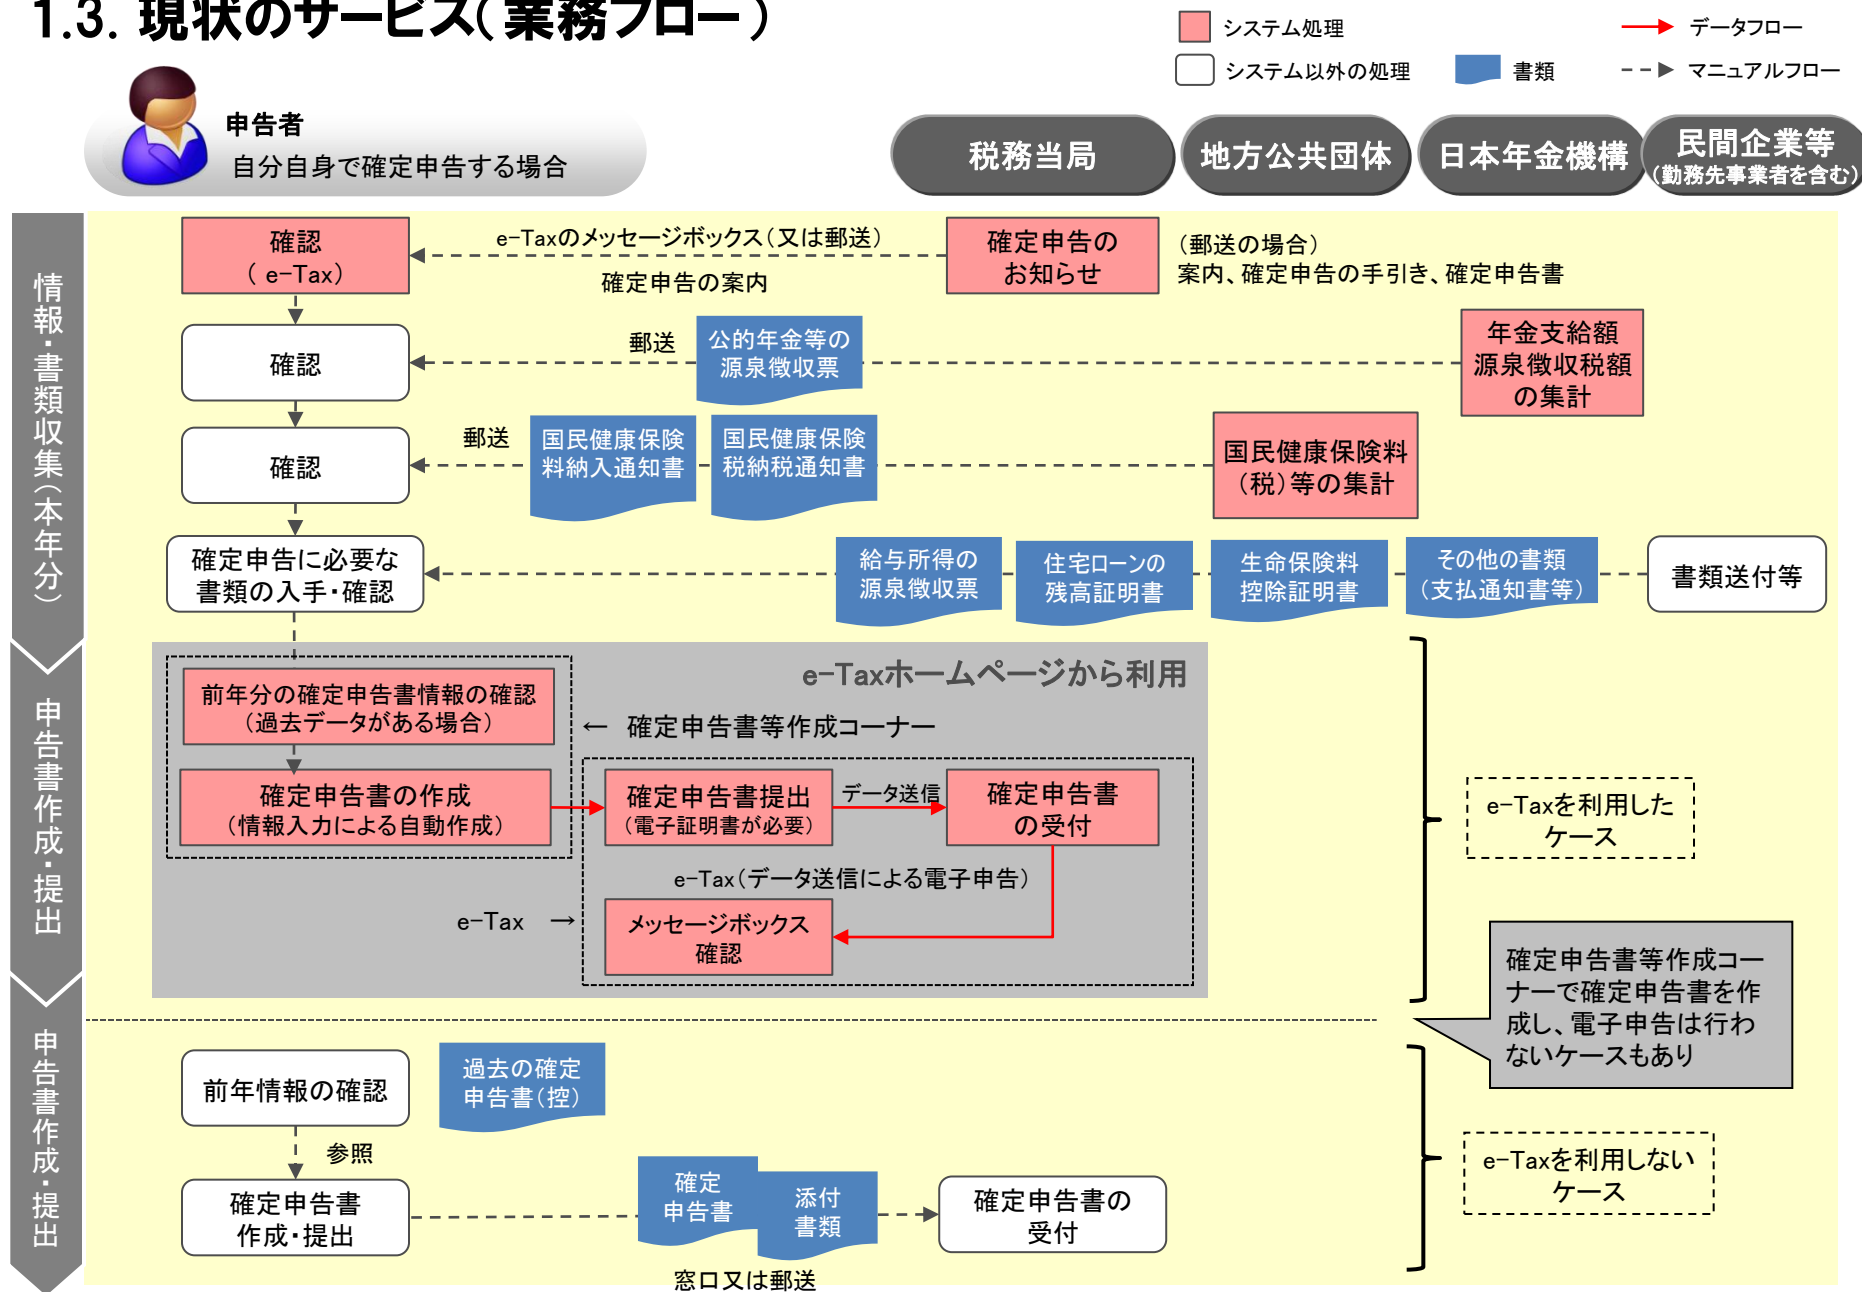 1.3. 現状のサービス（業務フロー）
システム処理
データフロー
システム以外の処理
書類
マニュアルフロー
申告者
自分自身で確定申告する場合
税務当局
地方公共団体
日本年金機構
民間企業等
（勤務先事業者を含む）
情報・書類収集（本年分）
確認
（ e-Tax）
e-Taxのメッセージボックス（又は郵送）
確定申告の案内
確定申告の
お知らせ
（郵送の場合）
案内、確定申告の手引き、確定申告書
確認
郵送
公的年金等の
源泉徴収票
年金支給額
源泉徴収税額
の集計
確認
郵送
国民健康保険
料納入通知書
国民健康保険
税納税通知書
国民健康保険料
（税）等の集計
確定申告に必要な
書類の入手・確認
給与所得の
源泉徴収票
住宅ローンの
残高証明書
生命保険料
控除証明書
その他の書類
（支払通知書等）
書類送付等
申告書作成・提出
e-Taxホームページから利用
前年分の確定申告書情報の確認
（過去データがある場合）
← 確定申告書等作成コーナー
確定申告書の作成
（情報入力による自動作成）
確定申告書提出
（電子証明書が必要）
データ送信
確定申告書
の受付
e-Tax（データ送信による電子申告）
e-Tax →
メッセージボックス
確認
e-Taxを利用した
ケース
確定申告書等作成コー
ナーで確定申告書を作
成し、電子申告は行わ
ないケースもあり
申告書作成・提出
前年情報の確認
過去の確定
申告書（控）
参照
確定申告書
作成・提出
確定
申告書
添付
書類
窓口又は郵送
確定申告書の
受付
e-Taxを利用しない
ケース